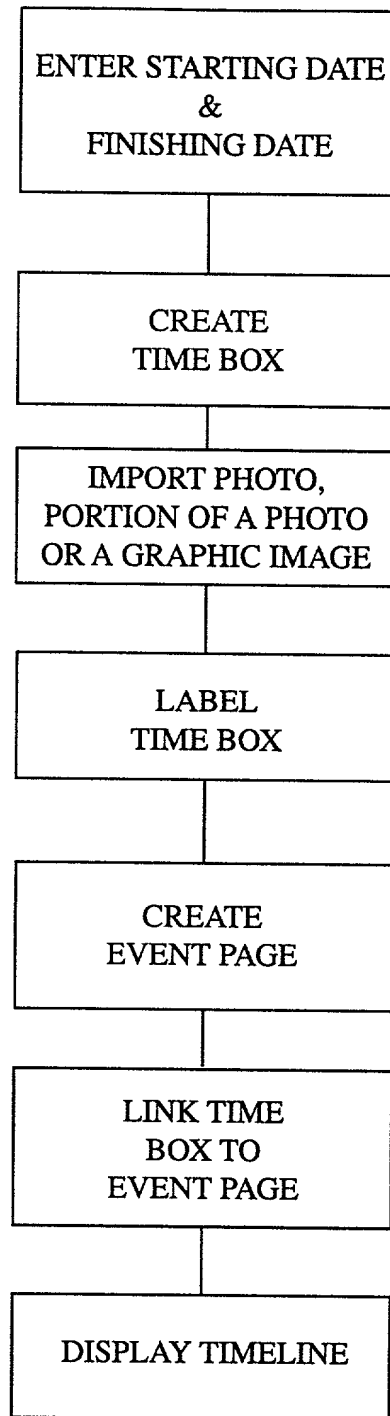 ENTER STARTING DATE
&
FINISHING DATE
CREATE
TIME BOX
IMPORT PHOTO,
PORTION OF A PHOTO
OR A GRAPHIC IMAGE
LABEL
TIME BOX
CREATE
EVENT PAGE
LINK TIME
BOX TO
EVENT PAGE
DISPLAY TIMELINE